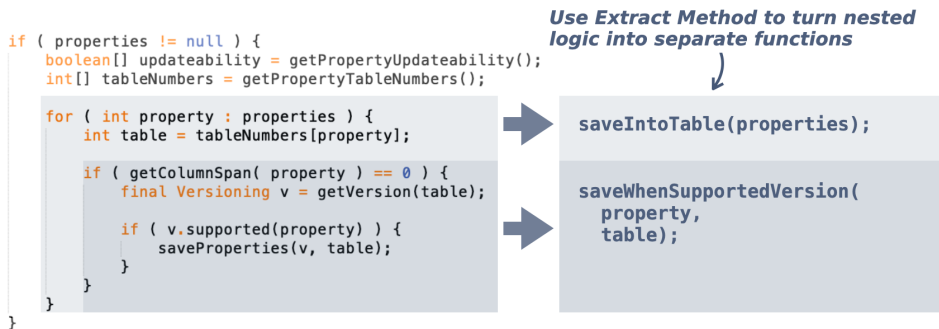 Use Extract Method to turn nested
logic into separate functions
if ( properties != null ) {
boolean[] updateability = getPropertyUpdateability();
int[] tableNumbers = getPropertyTableNumbers();
for ( int property : properties ) {
int table = tableNumbers[property];
if ( getColumnSpan( property ) == 0 ) {
final Versioning v = getVersion(table);
if ( v.supported(property) ) {
saveProperties(v, table);
}
}
}
}
saveIntoTable(properties);
saveWhenSupportedVersion(
property,
table);